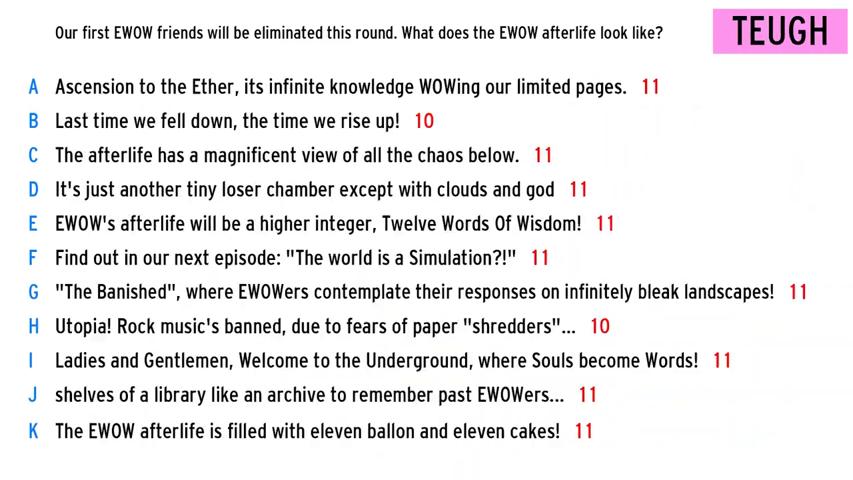 Our first EWOW friends will be eliminated this round. What does the EWOW afterlife look like?
TEUGH
A Ascension to the Ether, its infinite knowledge WOWing our limited pages. 11
B Last time we fell down, the time we rise up! 10
C The afterlife has a magnificent view of all the chaos below. 11
D It's just another tiny loser chamber except with clouds and god 11
E EWOW's afterlife will be a higher integer, Twelve Words Of Wisdom! 11
F Find out in our next episode: "The world is a Simulation?!" 11
G "The Banished", where EWOWers contemplate their responses on infinitely bleak landscapes! 11
H Utopia! Rock music's banned, due to fears of paper "shredders"... 10
I Ladies and Gentlemen, Welcome to the Underground, where Souls become Words! 11
J shelves of a library like an archive to remember past EWOWers... 11
K The EWOW afterlife is filled with eleven ballon and eleven cakes! 11